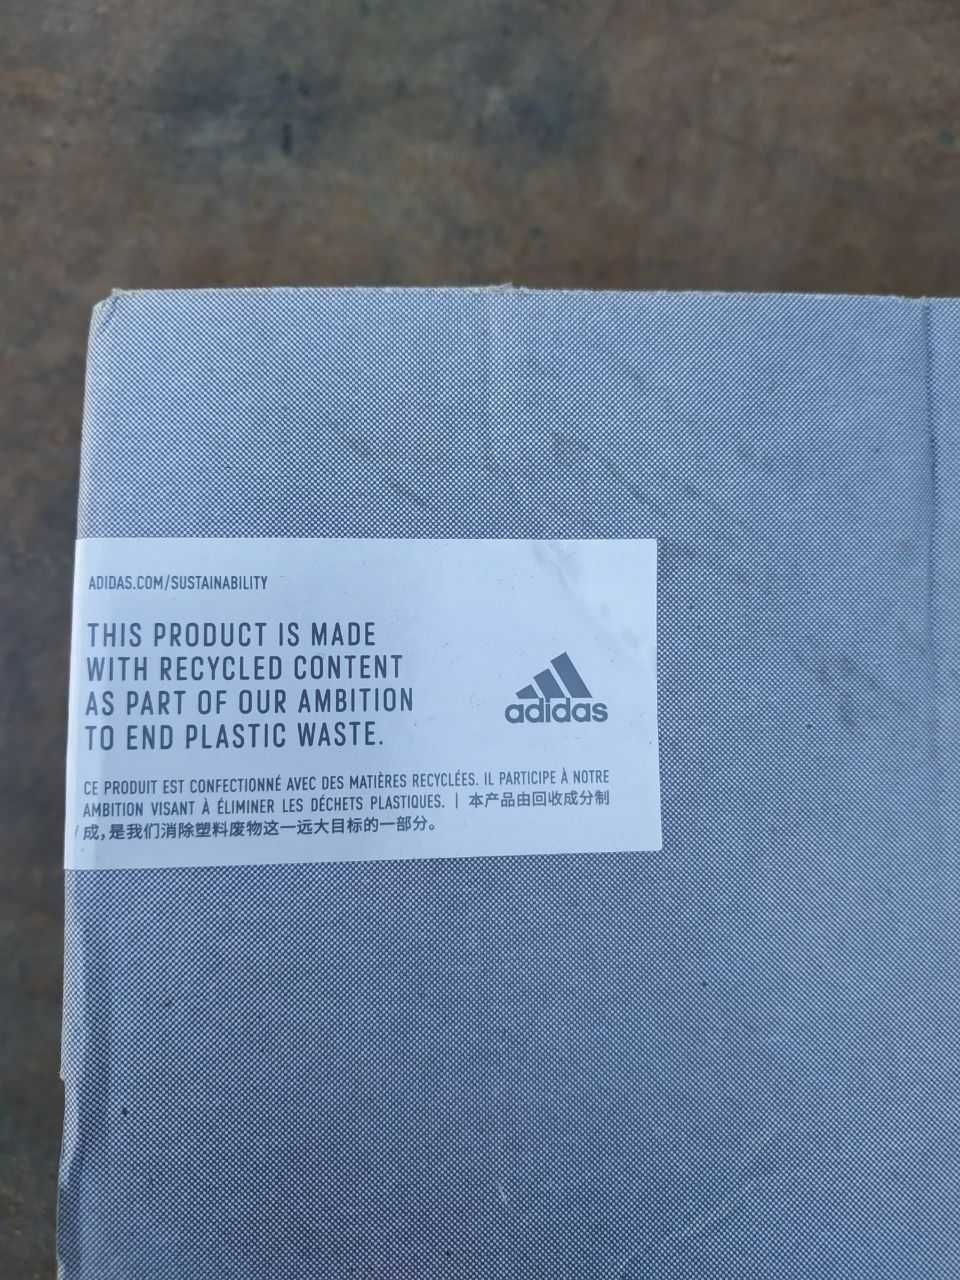 ADIDAS.COM/SUSTAINABILITY
THIS PRODUCT IS MADE
WITH RECYCLED CONTENT
AS PART OF OUR AMBITION
TO END PLASTIC WASTE.
adidas
CE PRODUIT EST CONFECTIONNÉ AVEC DES MATIÈRES RECYCLÉES. IL PARTICIPE À NOTRE
AMBITION VISANT À ÉLIMINER LES DÉCHETS PLASTIQUES. | 本产品由回收成分制
成,是我们消除塑料废物这一远大目标的一部分。